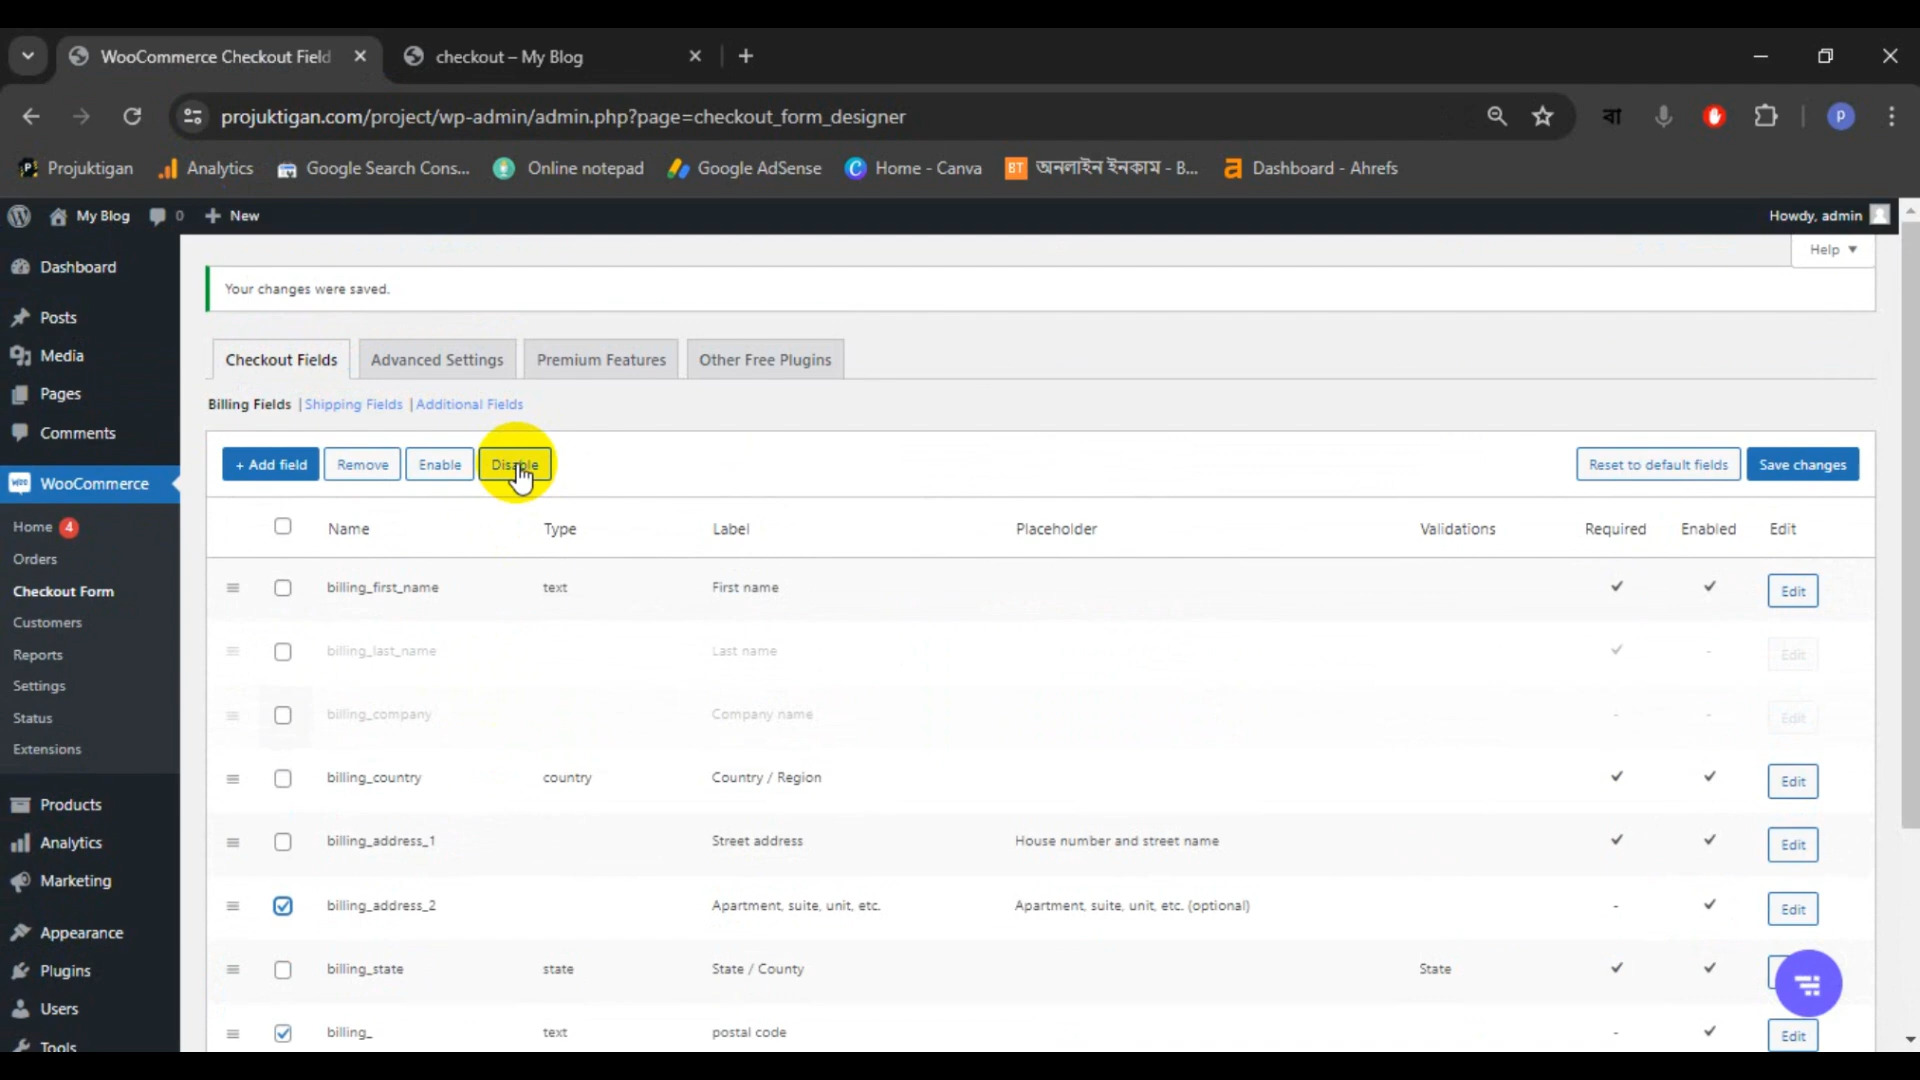 WooCommerce Checkout Field
checkout – My Blog
projuktigan.com/project/wp-admin/admin.php?page=checkout_form_designer
বা
P
Projuktigan
Analytics
Google Search Cons...
Online notepad
Google AdSense
Home - Canva
BT অনলাইন ইনকাম - B...
Dashboard - Ahrefs
My Blog
0
New
Howdy, admin
Help
Your changes were saved.
Dashboard
Posts
Media
Pages
Comments
WooCommerce
Home 4
Orders
Checkout Form
Customers
Reports
Settings
Status
Extensions
Products
Analytics
Marketing
Appearance
Plugins
Users
Tools
Checkout Fields
Advanced Settings
Premium Features
Other Free Plugins
Billing Fields |Shipping Fields |Additional Fields
+ Add field
Remove
Enable
Disable
Reset to default fields
Save changes
Name Type Label Placeholder Validations Required Enabled Edit
billing_first_name text First name Edit
billing_last_name Last name - Edit
billing_company Company name - - Edit
billing_country country Country / Region Edit
billing_address_1 Street address House number and street name Edit
billing_address_2 Apartment, suite, unit, etc. Apartment, suite, unit, etc. (optional) - Edit
billing_state state State / County State
billing_ text postal code - Edit